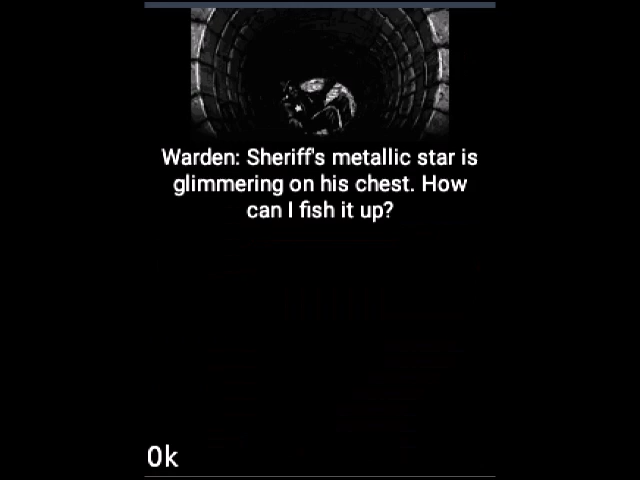 Warden: Sheriff's metallic star is
glimmering on his chest. How
can I fish it up?
Ok